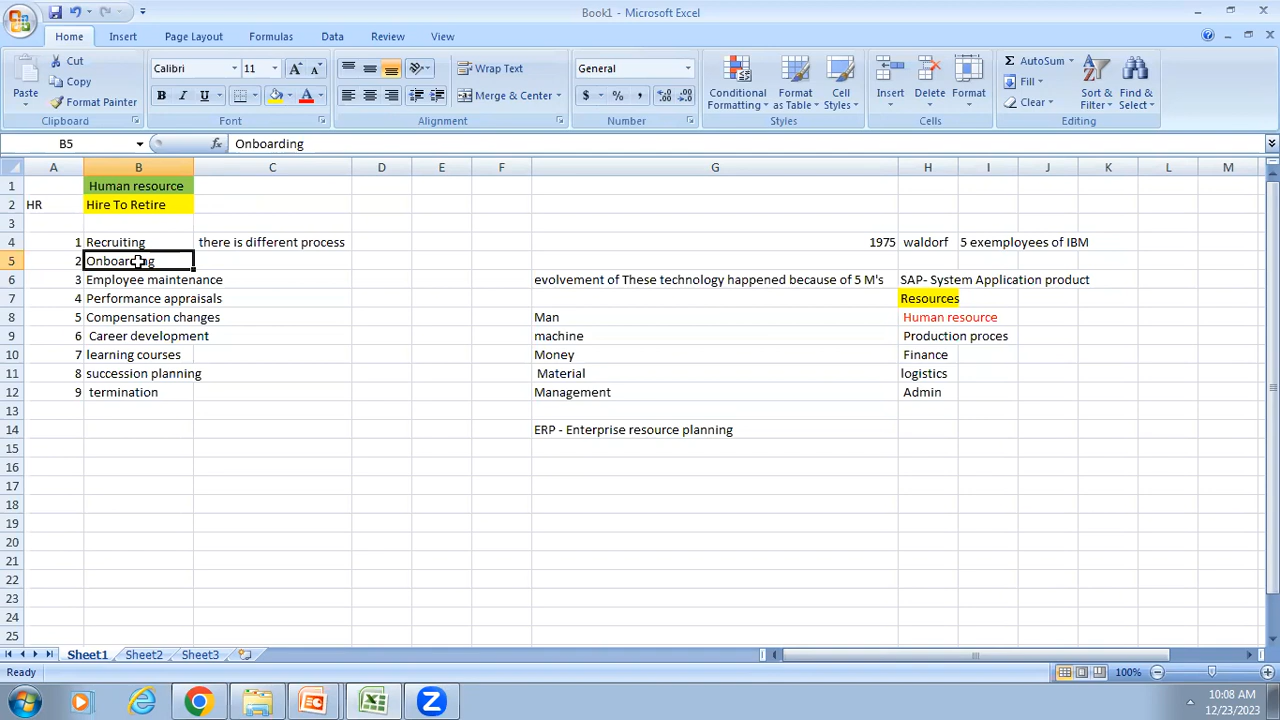 Book1 - Microsoft Excel
Home Insert Page Layout Formulas Data Review View
Paste Cut Copy Format Painter
Clipboard
Calibri 11
B I U A A A
Font
Wrap Text
Merge & Center
Alignment
General
$ % ,
Number
Conditional Formatting
Format as Table
Cell Styles
Styles
Insert Delete Format
Cells
Σ AutoSum
Fill
Clear
Sort & Filter
Find & Select
Editing
B5 fx Onboarding
A B C D E F G H I J K L M
1 Human resource
2 HR Hire To Retire
3
4 1 Recruiting there is different process 1975 waldorf 5 exemployees of IBM
5 2 Onboarding
6 3 Employee maintenance evolvement of These technology happened because of 5 M's SAP- System Application product
7 4 Performance appraisals Resources
8 5 Compensation changes Man Human resource
9 6 Career development machine Production proces
10 7 learning courses Money Finance
11 8 succession planning Material logistics
12 9 termination Management Admin
13
14 ERP - Enterprise resource planning
15
16
17
18
19
20
21
22
23
24
25
Sheet1 Sheet2 Sheet3
Ready 100%
10:08 AM
12/23/2023